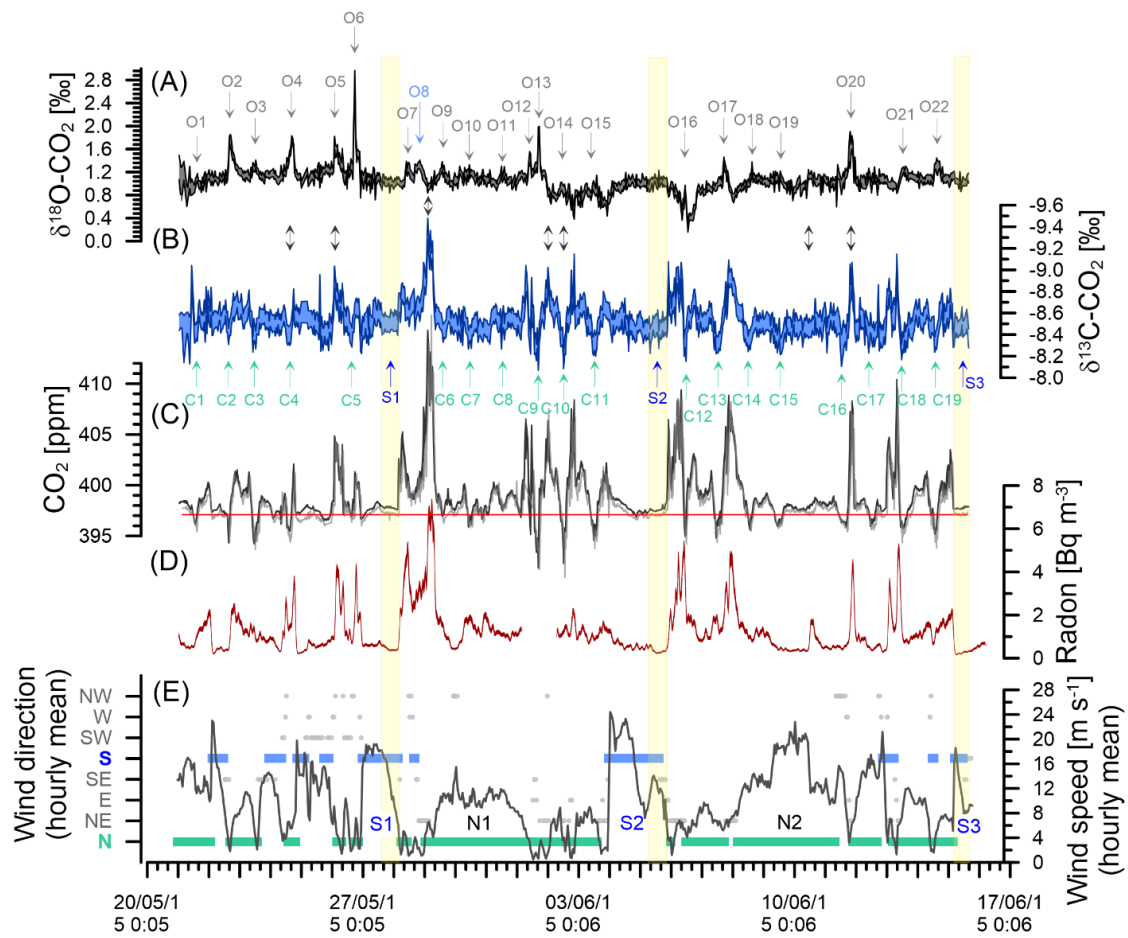 O6
(A)
O2 O4 O5 O8 O13 O20
O1 O3 O7 O9 O10 O11 O12 O14 O15 O16 O17 O18 O19 O21 O22
δ¹⁸O-CO₂ [‰]
2.8
2.4
2.0
1.6
1.2
0.8
0.4
0.0
(B)
δ¹³C-CO₂ [‰]
-9.6
-9.4
-9.2
-9.0
-8.8
-8.6
-8.4
-8.2
-8.0
C1 C2 C3 C4 C5 S1 C6 C7 C8 C9 C10 C11 S2 C12 C13 C14 C15 C16 C17 C18 C19 S3
(C)
CO₂ [ppm]
410
405
400
395
(D)
Radon [Bq m⁻³]
8
6
4
2
0
(E)
Wind direction
(hourly mean)
NW
W
SW
S
SE
E
NE
N
S1 N1 S2 N2 S3
Wind speed [m s⁻¹]
(hourly mean)
28
24
20
16
12
8
4
0
20/05/1 27/05/1 03/06/1 10/06/1 17/06/1
5 0:05 5 0:05 5 0:06 5 0:06 5 0:06